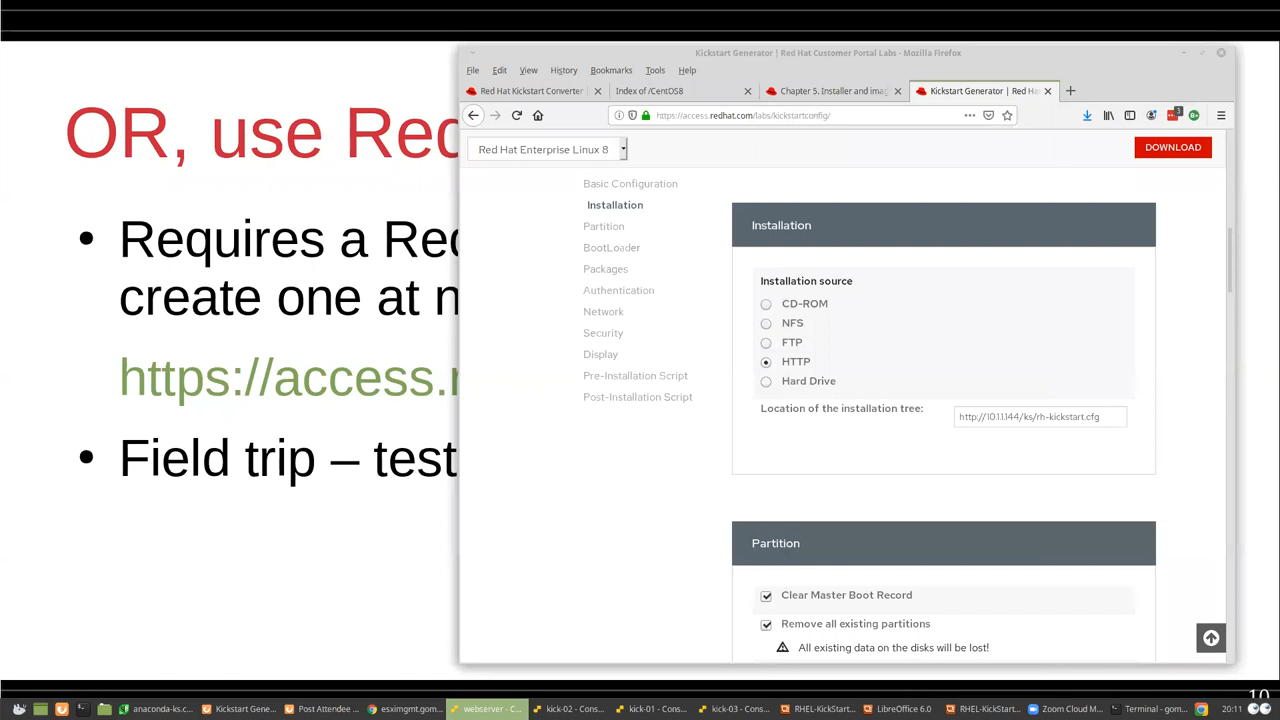 OR, use Red
Requires a Red
create one at n
https://access.r
Field trip – test
Kickstart Generator | Red Hat Customer Portal Labs - Mozilla Firefox
File Edit View History Bookmarks Tools Help
Red Hat Kickstart Converter
Index of /CentOS8
Chapter 5. Installer and imag
Kickstart Generator | Red Ha
https://access.redhat.com/labs/kickstartconfig/
3
Red Hat Enterprise Linux 8
DOWNLOAD
Basic Configuration
Installation
Partition
BootLoader
Packages
Authentication
Network
Security
Display
Pre-Installation Script
Post-Installation Script
Installation
Installation source
CD-ROM
NFS
FTP
HTTP
Hard Drive
Location of the installation tree:
http://10.1.1.144/ks/rh-kickstart.cfg
Partition
Clear Master Boot Record
Remove all existing partitions
All existing data on the disks will be lost!
10
anaconda-ks.c...
Kickstart Gene...
Post Attendee ...
esximgmt.gom...
webserver - C...
kick-02 - Cons...
kick-01 - Cons...
kick-03 - Cons...
RHEL-KickStar...
LibreOffice 6.0
RHEL-KickStar...
Zoom Cloud M...
Terminal - gom...
20:11